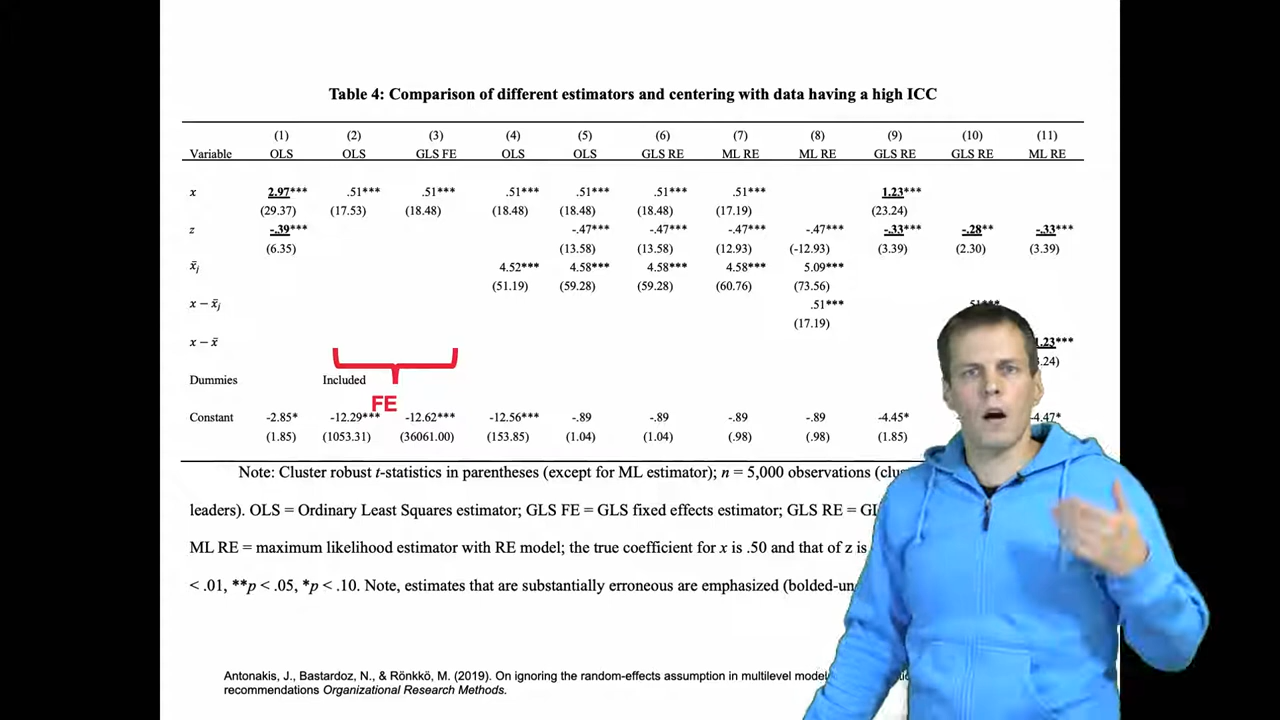 Table 4: Comparison of different estimators and centering with data having a high ICC
(1) (2) (3) (4) (5) (6) (7) (8) (9) (10) (11)
Variable OLS OLS GLS FE OLS OLS GLS RE ML RE ML RE GLS RE GLS RE ML RE
x 2.97*** .51*** .51*** .51*** .51*** .51*** .51*** 1.23***
(29.37) (17.53) (18.48) (18.48) (18.48) (18.48) (17.19) (23.24)
z -.39*** -.47*** -.47*** -.47*** -.47*** -.33*** -.28** -.33***
(6.35) (13.58) (13.58) (12.93) (-12.93) (3.39) (2.30) (3.39)
x̄j 4.52*** 4.58*** 4.58*** 4.58*** 5.09***
(51.19) (59.28) (59.28) (60.76) (73.56)
x − x̄j .51*** .51***
(17.19)
x − x̄ 1.23***
Dummies Included
FE
Constant -2.85* -12.29*** -12.62*** -12.56*** -.89 -.89 -.89 -.89 -4.45* -4.47*
(1.85) (1053.31) (36061.00) (153.85) (1.04) (1.04) (.98) (.98) (1.85)
Note: Cluster robust t-statistics in parentheses (except for ML estimator); n = 5,000 observations
leaders). OLS = Ordinary Least Squares estimator; GLS FE = GLS fixed effects estimator; GLS RE =
ML RE = maximum likelihood estimator with RE model; the true coefficient for x is .50 and that of z is
< .01, **p < .05, *p < .10. Note, estimates that are substantially erroneous are emphasized
Antonakis, J., Bastardoz, N., & Rönkkö, M. (2019). On ignoring the random-effects assumption in multilevel
recommendations Organizational Research Methods.